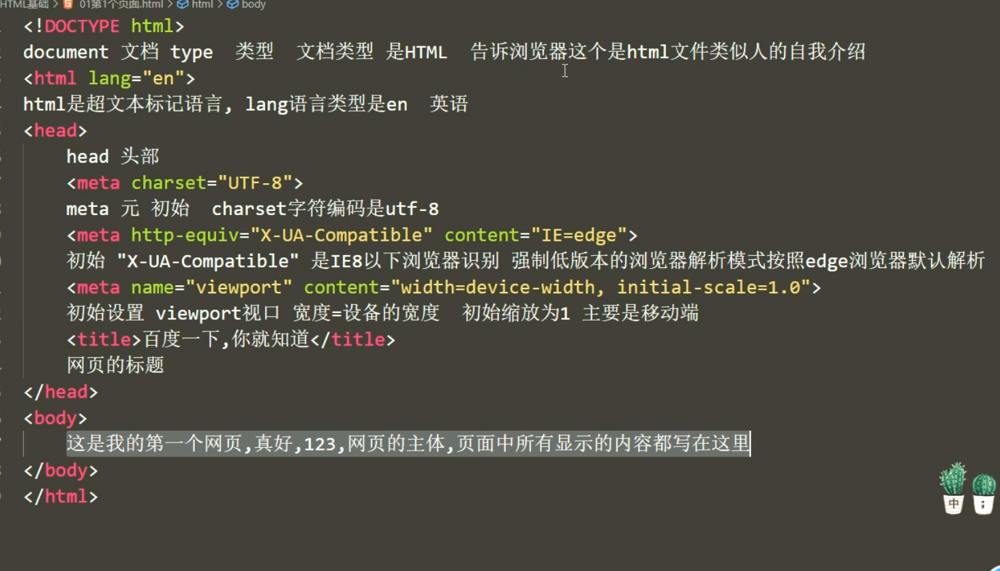 HTML基础 > 01第1个页面.html > html > body
<!DOCTYPE html>
document 文档 type 类型 文档类型 是HTML 告诉浏览器这个是html文件类似人的自我介绍
<html lang="en">
html是超文本标记语言, lang语言类型是en 英语
<head>
head 头部
<meta charset="UTF-8">
meta 元 初始 charset字符编码是utf-8
<meta http-equiv="X-UA-Compatible" content="IE=edge">
初始 "X-UA-Compatible" 是IE8以下浏览器识别 强制低版本的浏览器解析模式按照edge浏览器默认解析
<meta name="viewport" content="width=device-width, initial-scale=1.0">
初始设置 viewport视口 宽度=设备的宽度 初始缩放为1 主要是移动端
<title>百度一下,你就知道</title>
网页的标题
</head>
<body>
这是我的第一个网页,真好,123,网页的主体,页面中所有显示的内容都写在这里
</body>
</html>
中 ;